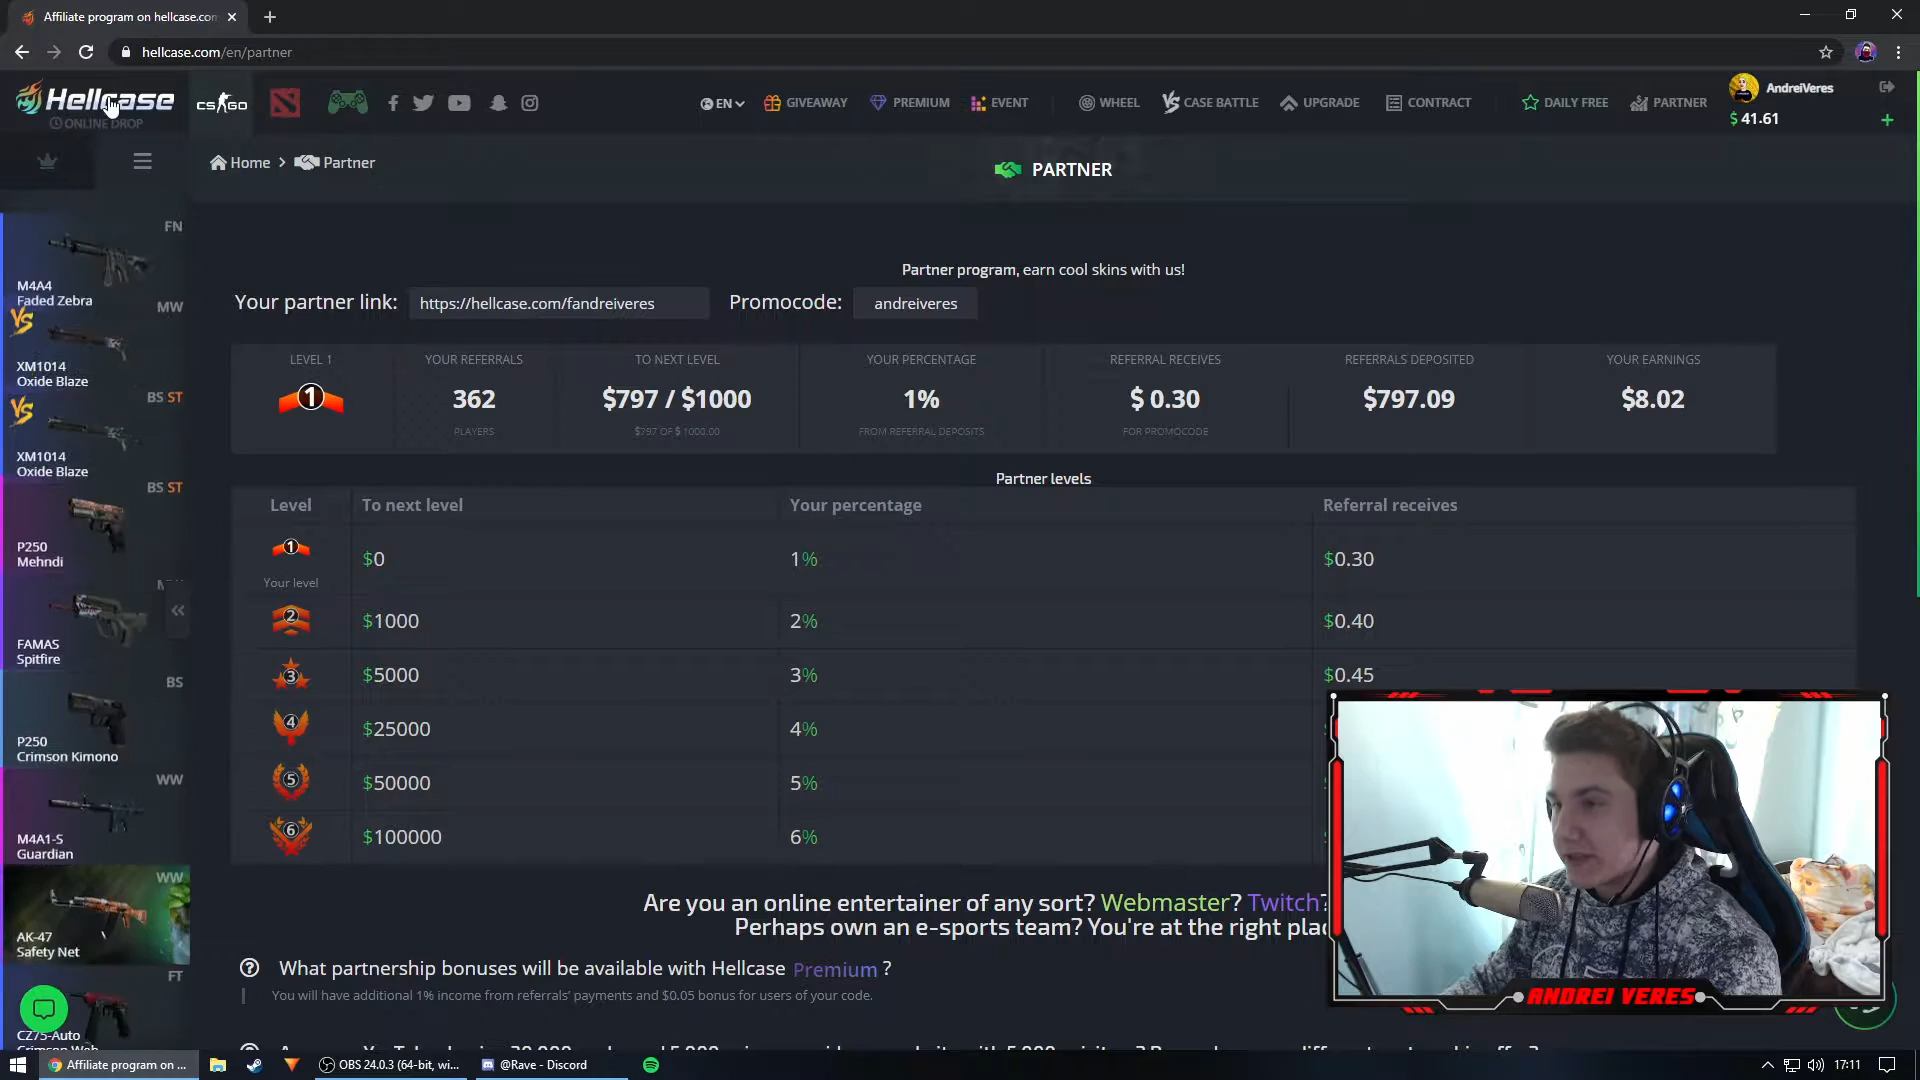 Affiliate program on hellcase.com
hellcase.com/en/partner
Hellcase
ONLINE DROP
CS:GO
EN
GIVEAWAY
PREMIUM
EVENT
WHEEL
VS CASE BATTLE
UPGRADE
CONTRACT
DAILY FREE
PARTNER
AndreiVeres
$ 41.61
Home > Partner
PARTNER
FN
M4A4
Faded Zebra
MW
VS
XM1014
Oxide Blaze
BS ST
VS
XM1014
Oxide Blaze
BS ST
P250
Mehndi
FAMAS
Spitfire
BS
P250
Crimson Kimono
WW
M4A1-S
Guardian
WW
AK-47
Safety Net
FT
CZ75-Auto
Partner program, earn cool skins with us!
Your partner link: https://hellcase.com/fandreiveres Promocode: andreiveres
LEVEL 1 YOUR REFERRALS TO NEXT LEVEL YOUR PERCENTAGE REFERRAL RECEIVES REFERRALS DEPOSITED YOUR EARNINGS
1 362 $797 / $1000 1% $ 0.30 $797.09 $8.02
PLAYERS $797 OF $ 1000.00 FROM REFERRAL DEPOSITS FOR PROMOCODE
Partner levels
Level To next level Your percentage Referral receives
1 $0 1% $0.30
Your level
2 $1000 2% $0.40
3 $5000 3% $0.45
4 $25000 4%
5 $50000 5%
6 $100000 6%
Are you an online entertainer of any sort? Webmaster? Twitch?
Perhaps own an e-sports team? You're at the right plac
What partnership bonuses will be available with Hellcase Premium ?
You will have additional 1% income from referrals' payments and $0.05 bonus for users of your code.
ANDREI VERES
Affiliate program on ...
OBS 24.0.3 (64-bit, wi...
@Rave - Discord
17:11